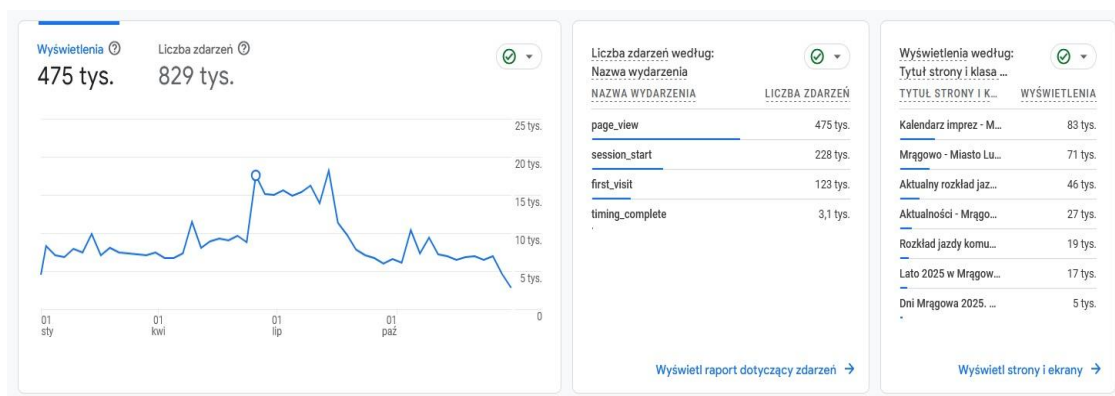 Wyświetlenia
475 tys.
Liczba zdarzeń
829 tys.
25 tys.
20 tys.
15 tys.
10 tys.
5 tys.
0
01
sty
01
kwi
01
lip
01
paź
Liczba zdarzeń według:
Nazwa wydarzenia
NAZWA WYDARZENIA LICZBA ZDARZEŃ
page_view 475 tys.
session_start 228 tys.
first_visit 123 tys.
timing_complete 3,1 tys.
Wyświetl raport dotyczący zdarzeń →
Wyświetlenia według:
Tytuł strony i klasa ...
TYTUŁ STRONY I K... WYŚWIETLENIA
Kalendarz imprez - M... 83 tys.
Mrągowo - Miasto Lu... 71 tys.
Aktualny rozkład jaz... 46 tys.
Aktualności - Mrągo... 27 tys.
Rozkład jazdy komu... 19 tys.
Lato 2025 w Mrągow... 17 tys.
Dni Mrągowa 2025. ... 5 tys.
Wyświetl strony i ekrany →